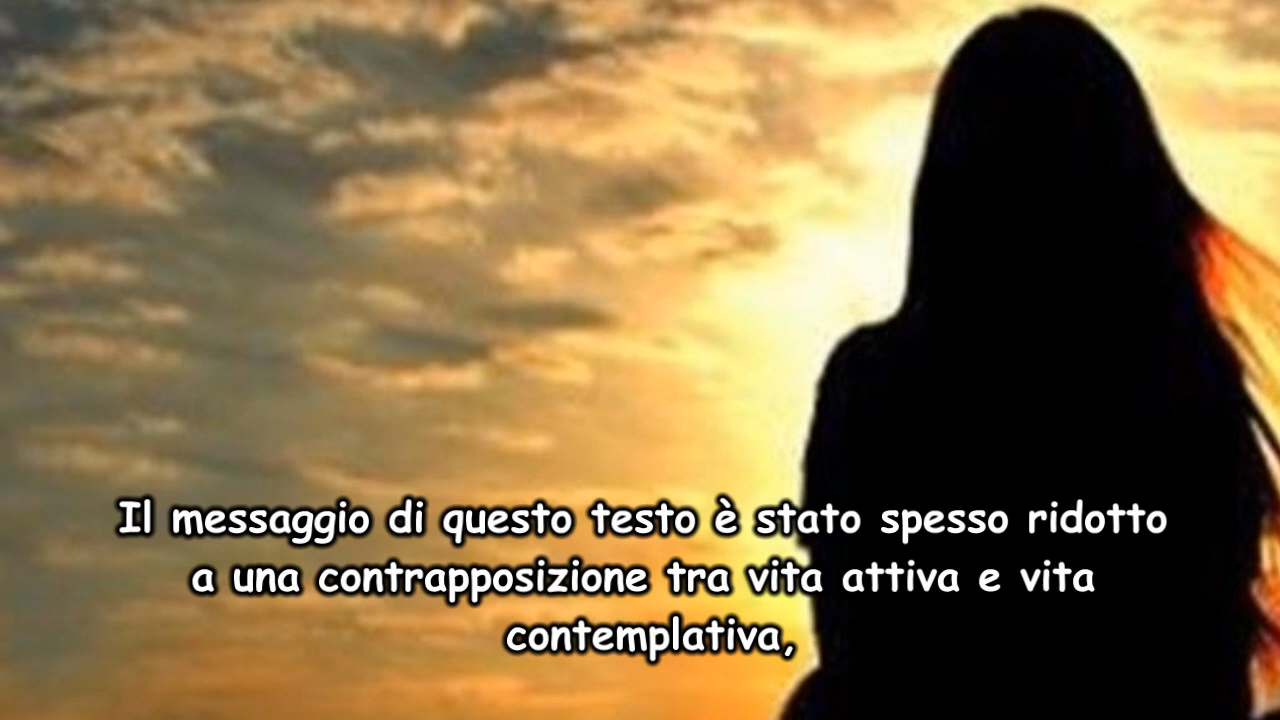 Il messaggio di questo testo è stato spesso ridotto
a una contrapposizione tra vita attiva e vita
contemplativa,